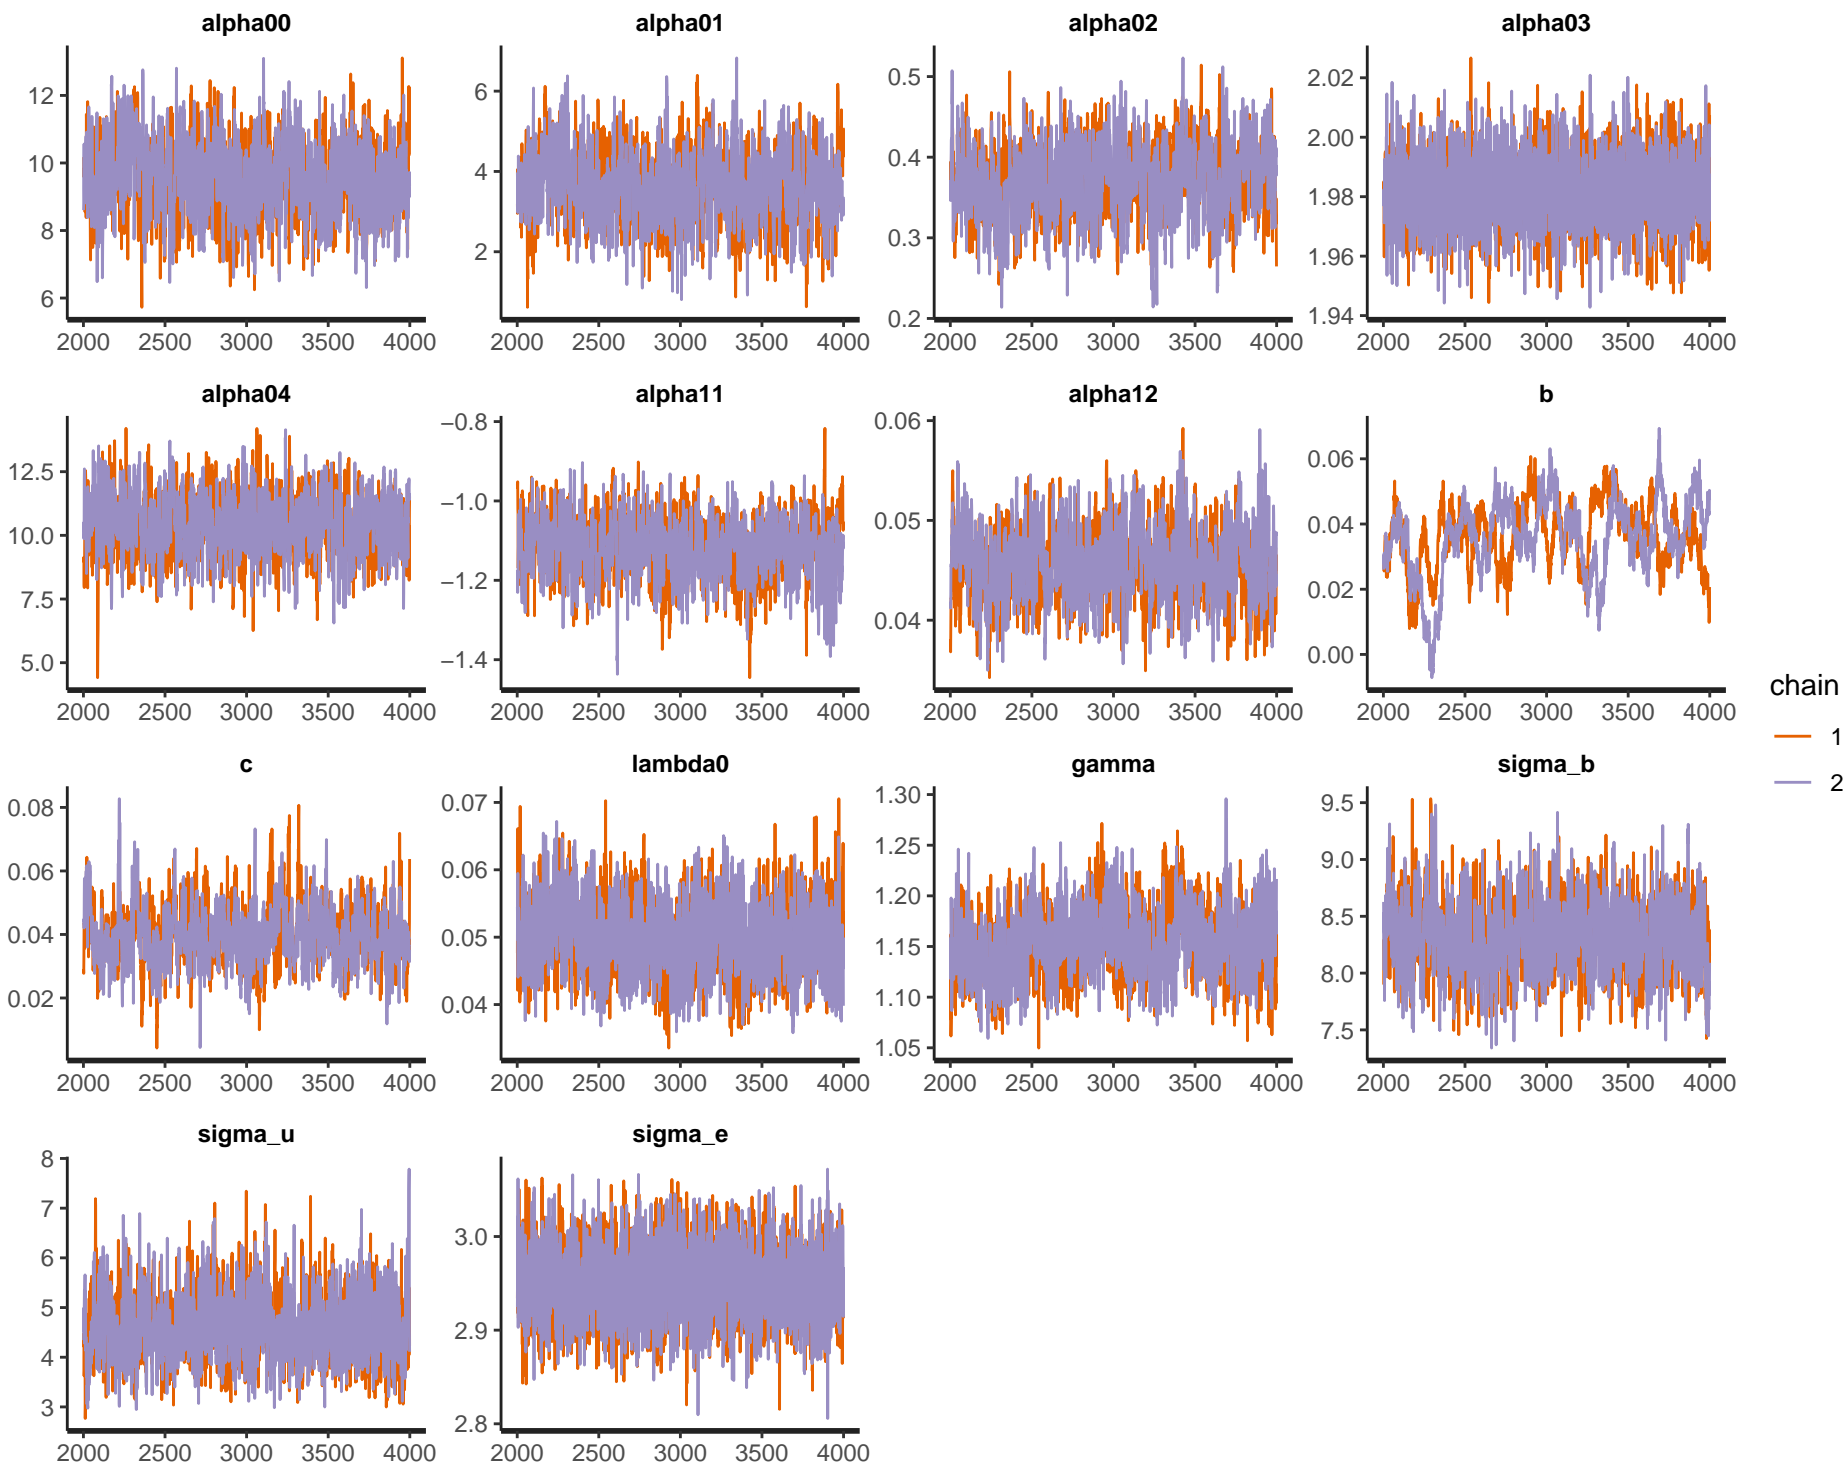 alpha00 alpha01 alpha02 alpha03
12 10 8 6
6 4 2
0.5 0.4 0.3 0.2
2.02 2.00 1.98 1.96 1.94
2000 2500 3000 3500 4000 2000 2500 3000 3500 4000 2000 2500 3000 3500 4000 2000 2500 3000 3500 4000
alpha04 alpha11 alpha12 b
12.5 10.0 7.5 5.0
−0.8 −1.0 −1.2 −1.4
0.06 0.05 0.04
0.06 0.04 0.02 0.00
2000 2500 3000 3500 4000 2000 2500 3000 3500 4000 2000 2500 3000 3500 4000 2000 2500 3000 3500 4000
chain
1
2
c lambda0 gamma sigma_b
0.08 0.06 0.04 0.02
0.07 0.06 0.05 0.04
1.30 1.25 1.20 1.15 1.10 1.05
9.5 9.0 8.5 8.0 7.5
2000 2500 3000 3500 4000 2000 2500 3000 3500 4000 2000 2500 3000 3500 4000 2000 2500 3000 3500 4000
sigma_u sigma_e
8 7 6 5 4 3
3.0 2.9 2.8
2000 2500 3000 3500 4000 2000 2500 3000 3500 4000